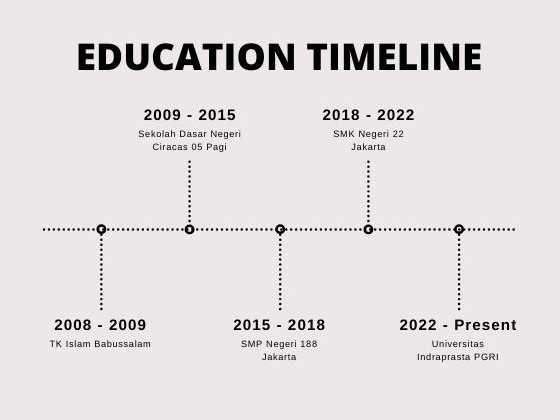 EDUCATION TIMELINE
2009 - 2015
Sekolah Dasar Negeri
Ciracas 05 Pagi
2018 - 2022
SMK Negeri 22
Jakarta
2008 - 2009
TK Islam Babussalam
2015 - 2018
SMP Negeri 188
Jakarta
2022 - Present
Universitas
Indraprasta PGRI